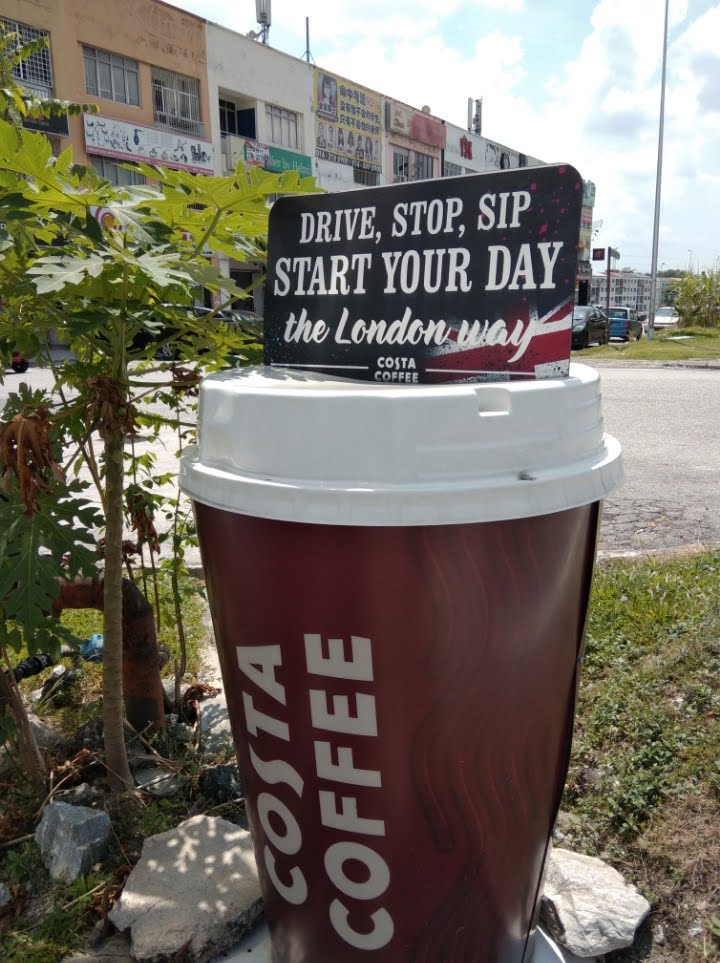 DRIVE, STOP, SIP
START YOUR DAY
the London way
COSTA
COFFEE
COSTA
COFFEE